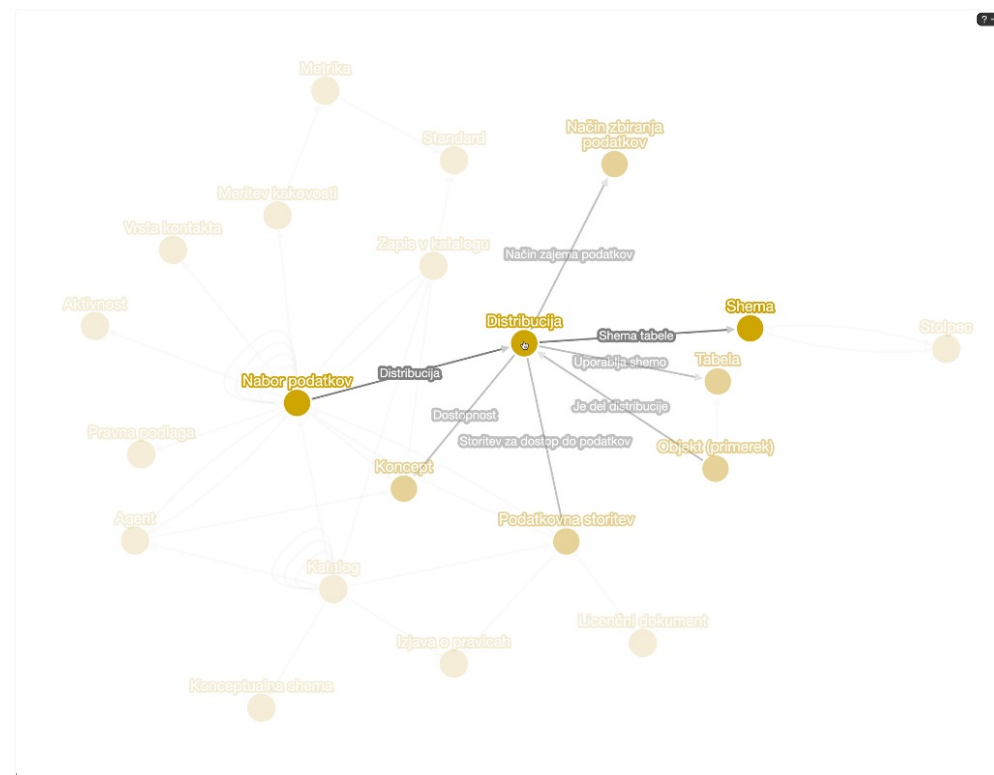 ? -
Metrika
Način zbiranja
podatkov
Standard
Meritev kakovosti
Vrsta kontakta
Zapis v katalogu
Način zajema podatkov
Aktivnost
Shema
Distribucija
Shema tabele
Stolpec
Uporablja shemo
Tabela
Distribucija
Nabor podatkov
Je del distribucije
Dostopnost
Pravna podlaga
Storitev za dostop do podatkov
Objekt (primerek)
Koncept
Agent
Podatkovna storitev
Katalog
Licenčni dokument
Izjava o pravicah
Konceptualna shema